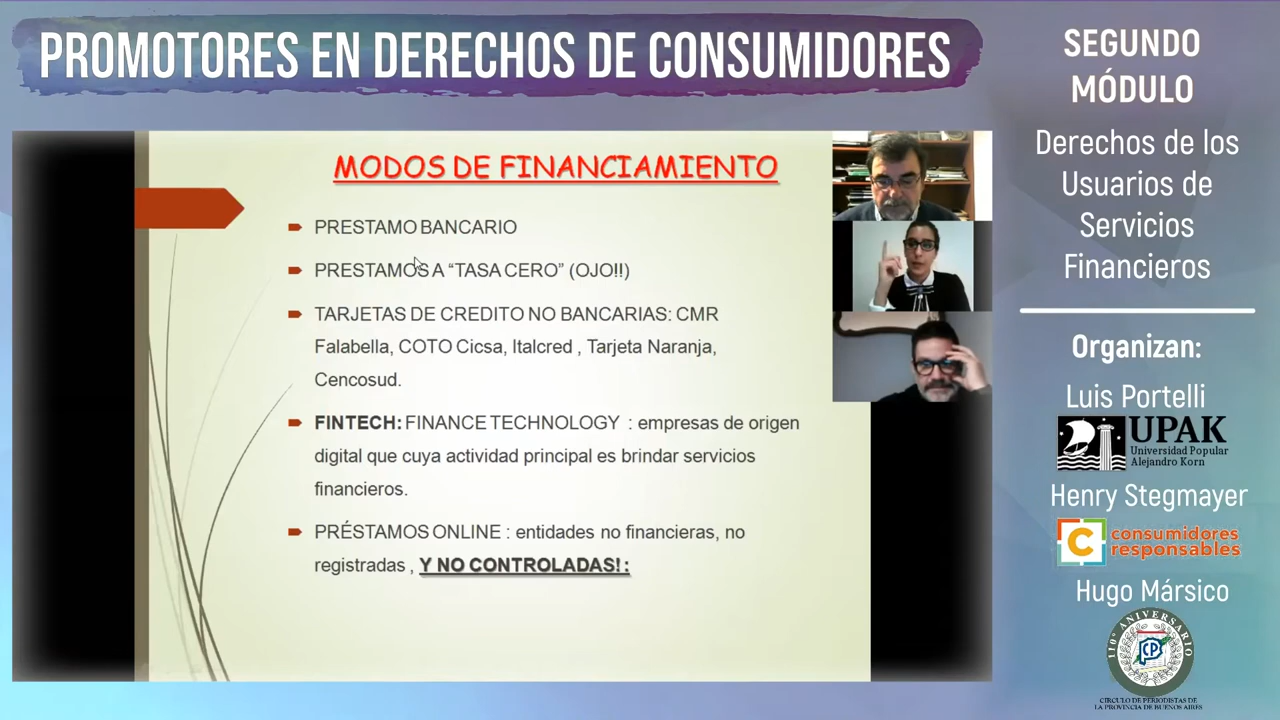 PROMOTORES EN DERECHOS DE CONSUMIDORES
MODOS DE FINANCIAMIENTO
PRESTAMO BANCARIO
PRESTAMOS A “TASA CERO” (OJO!!)
TARJETAS DE CREDITO NO BANCARIAS: CMR
Falabella, COTO Cicsa, Italcred , Tarjeta Naranja,
Cencosud.
FINTECH: FINANCE TECHNOLOGY : empresas de origen
digital que cuya actividad principal es brindar servicios
financieros.
PRÉSTAMOS ONLINE : entidades no financieras, no
registradas , Y NO CONTROLADAS! :
SEGUNDO
MÓDULO
Derechos de los
Usuarios de
Servicios
Financieros
Organizan:
Luis Portelli
UPAK
Universidad Popular
Alejandro Korn
Henry Stegmayer
C
consumidores
responsables
Hugo Mársico
110° ANIVERSARIO
CP
CÍRCULO DE PERIODISTAS DE
LA PROVINCIA DE BUENOS AIRES